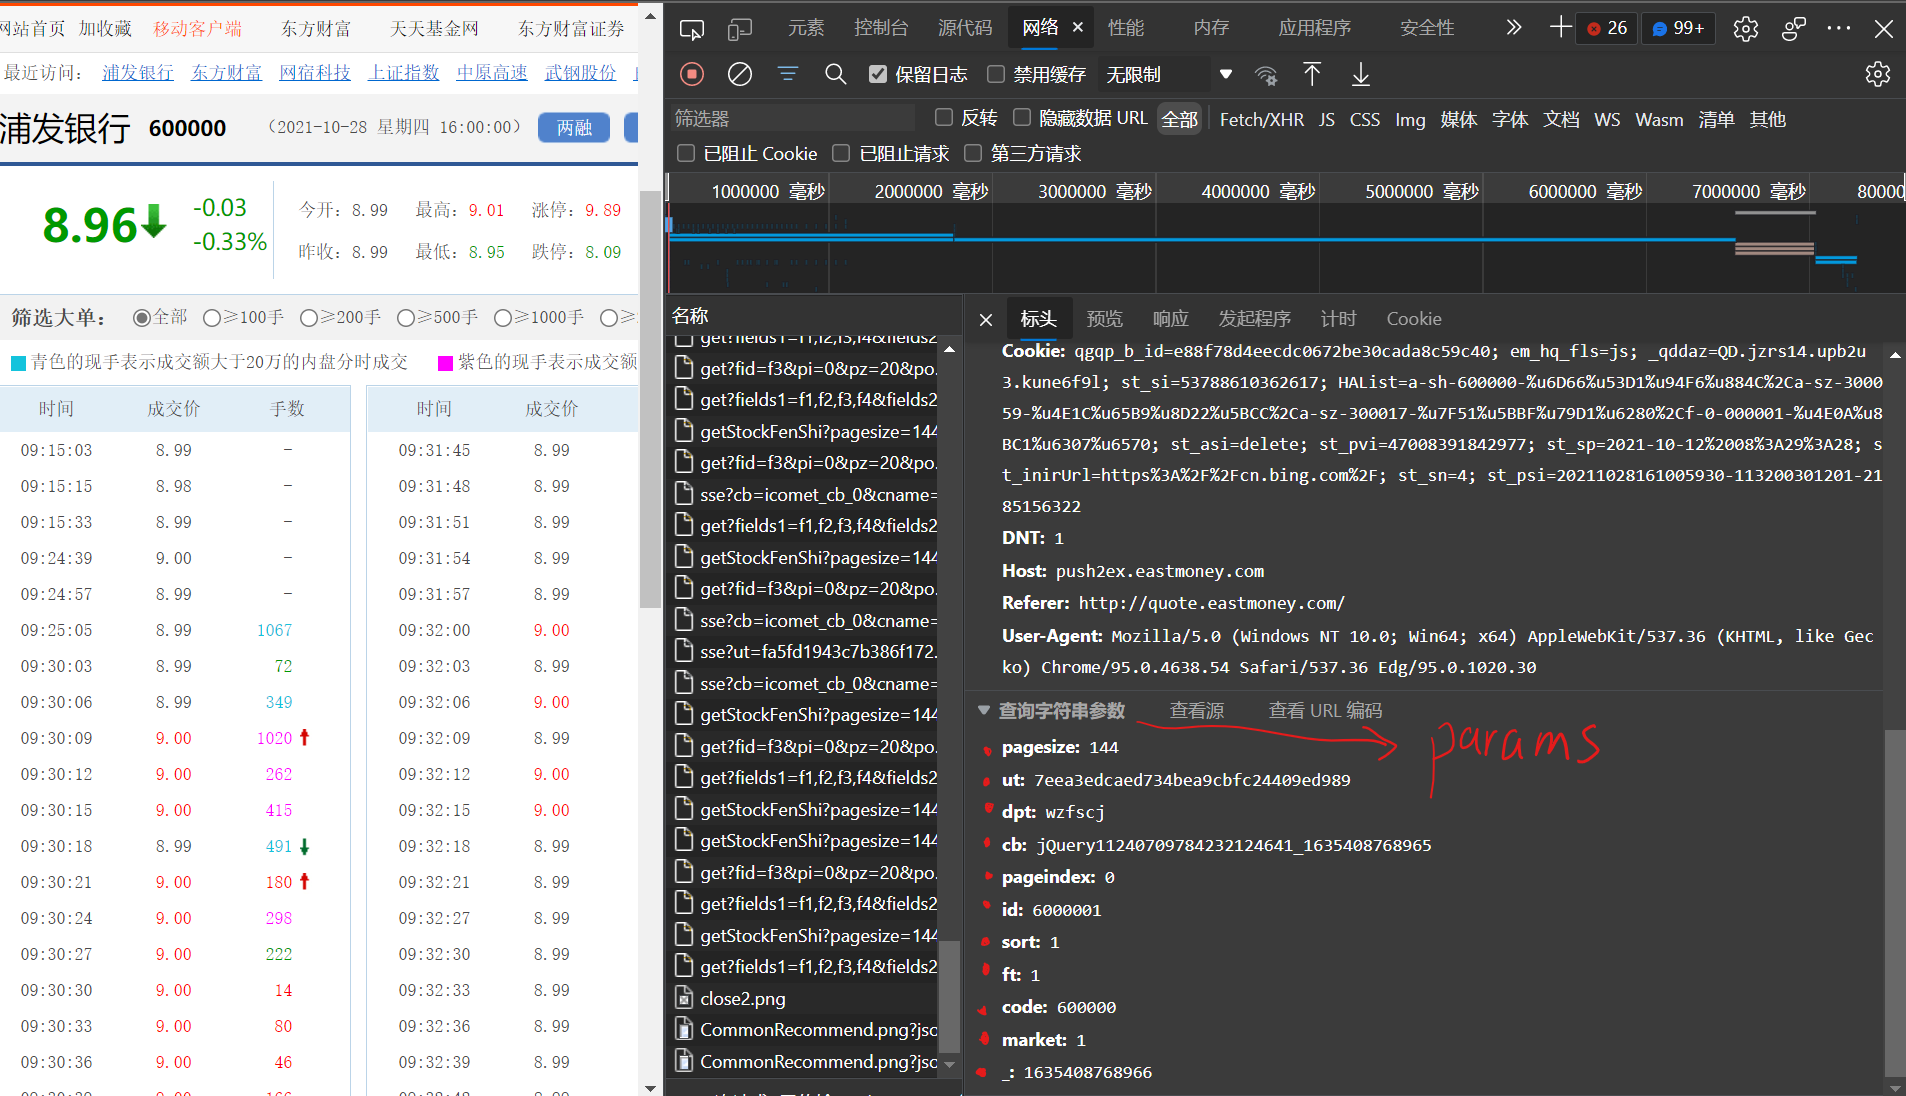 网站首页 加收藏 移动客户端 东方财富 天天基金网 东方财富证券
最近访问： 浦发银行 东方财富 网宿科技 上证指数 中原高速 武钢股份
浦发银行 600000 （2021-10-28 星期四 16:00:00） 两融
8.96 -0.03 -0.33%
今开：8.99 最高：9.01 涨停：9.89
昨收：8.99 最低：8.95 跌停：8.09
筛选大单： 全部 ≥100手 ≥200手 ≥500手 ≥1000手 ≥
青色的现手表示成交额大于20万的内盘分时成交 紫色的现手表示成交额
时间 成交价 手数
09:15:03 8.99 -
09:15:15 8.98 -
09:15:33 8.99 -
09:24:39 9.00 -
09:24:57 8.99 -
09:25:05 8.99 1067
09:30:03 8.99 72
09:30:06 8.99 349
09:30:09 9.00 1020
09:30:12 9.00 262
09:30:15 9.00 415
09:30:18 8.99 491
09:30:21 9.00 180
09:30:24 9.00 298
09:30:27 9.00 222
09:30:30 9.00 14
09:30:33 9.00 80
09:30:36 9.00 46
时间 成交价
09:31:45 8.99
09:31:48 8.99
09:31:51 8.99
09:31:54 8.99
09:31:57 8.99
09:32:00 9.00
09:32:03 8.99
09:32:06 9.00
09:32:09 8.99
09:32:12 9.00
09:32:15 9.00
09:32:18 8.99
09:32:21 8.99
09:32:27 8.99
09:32:30 8.99
09:32:33 8.99
09:32:36 8.99
09:32:39 8.99
元素 控制台 源代码 网络 性能 内存 应用程序 安全性 26 99+
保留日志 禁用缓存 无限制
筛选器 反转 隐藏数据 URL 全部 Fetch/XHR JS CSS Img 媒体 字体 文档 WS Wasm 清单 其他
已阻止 Cookie 已阻止请求 第三方请求
1000000 毫秒 2000000 毫秒 3000000 毫秒 4000000 毫秒 5000000 毫秒 6000000 毫秒 7000000 毫秒 80000
名称
get?fields1=f1,f2,f3,f4&fields2
get?fid=f3&pi=0&pz=20&po.
get?fields1=f1,f2,f3,f4&fields2
getStockFenShi?pagesize=144
get?fid=f3&pi=0&pz=20&po.
sse?cb=icomet_cb_0&cname=
get?fields1=f1,f2,f3,f4&fields2
getStockFenShi?pagesize=144
get?fid=f3&pi=0&pz=20&po.
sse?cb=icomet_cb_0&cname=
sse?ut=fa5fd1943c7b386f172.
sse?cb=icomet_cb_0&cname=
getStockFenShi?pagesize=144
get?fid=f3&pi=0&pz=20&po.
get?fields1=f1,f2,f3,f4&fields2
getStockFenShi?pagesize=144
getStockFenShi?pagesize=144
get?fid=f3&pi=0&pz=20&po.
get?fields1=f1,f2,f3,f4&fields2
getStockFenShi?pagesize=144
get?fields1=f1,f2,f3,f4&fields2
close2.png
CommonRecommend.png?jso
CommonRecommend.png?jso
标头 预览 响应 发起程序 计时 Cookie
Cookie: qgqp_b_id=e88f78d4eecdc0672be30cada8c59c40; em_hq_fls=js; _qddaz=QD.jzrs14.upb2u
3.kune6f9l; st_si=53788610362617; HAList=a-sh-600000-%u6D66%u53D1%u94F6%u884C%2Ca-sz-3000
59-%u4E1C%u65B9%u8D22%u5BCC%2Ca-sz-300017-%u7F51%u5BBF%u79D1%u6280%2Cf-0-000001-%u4E0A%u8
BC1%u6307%u6570; st_asi=delete; st_pvi=47008391842977; st_sp=2021-10-12%2008%3A29%3A28; s
t_inirUrl=https%3A%2F%2Fcn.bing.com%2F; st_sn=4; st_psi=20211028161005930-113200301201-21
85156322
DNT: 1
Host: push2ex.eastmoney.com
Referer: http://quote.eastmoney.com/
User-Agent: Mozilla/5.0 (Windows NT 10.0; Win64; x64) AppleWebKit/537.36 (KHTML, like Gec
ko) Chrome/95.0.4638.54 Safari/537.36 Edg/95.0.1020.30
查询字符串参数 查看源 查看 URL 编码
params
pagesize: 144
ut: 7eea3edcaed734bea9cbfc24409ed989
dpt: wzfscj
cb: jQuery112407097842321​24641_1635408768965
pageindex: 0
id: 6000001
sort: 1
ft: 1
code: 600000
market: 1
_: 1635408768966